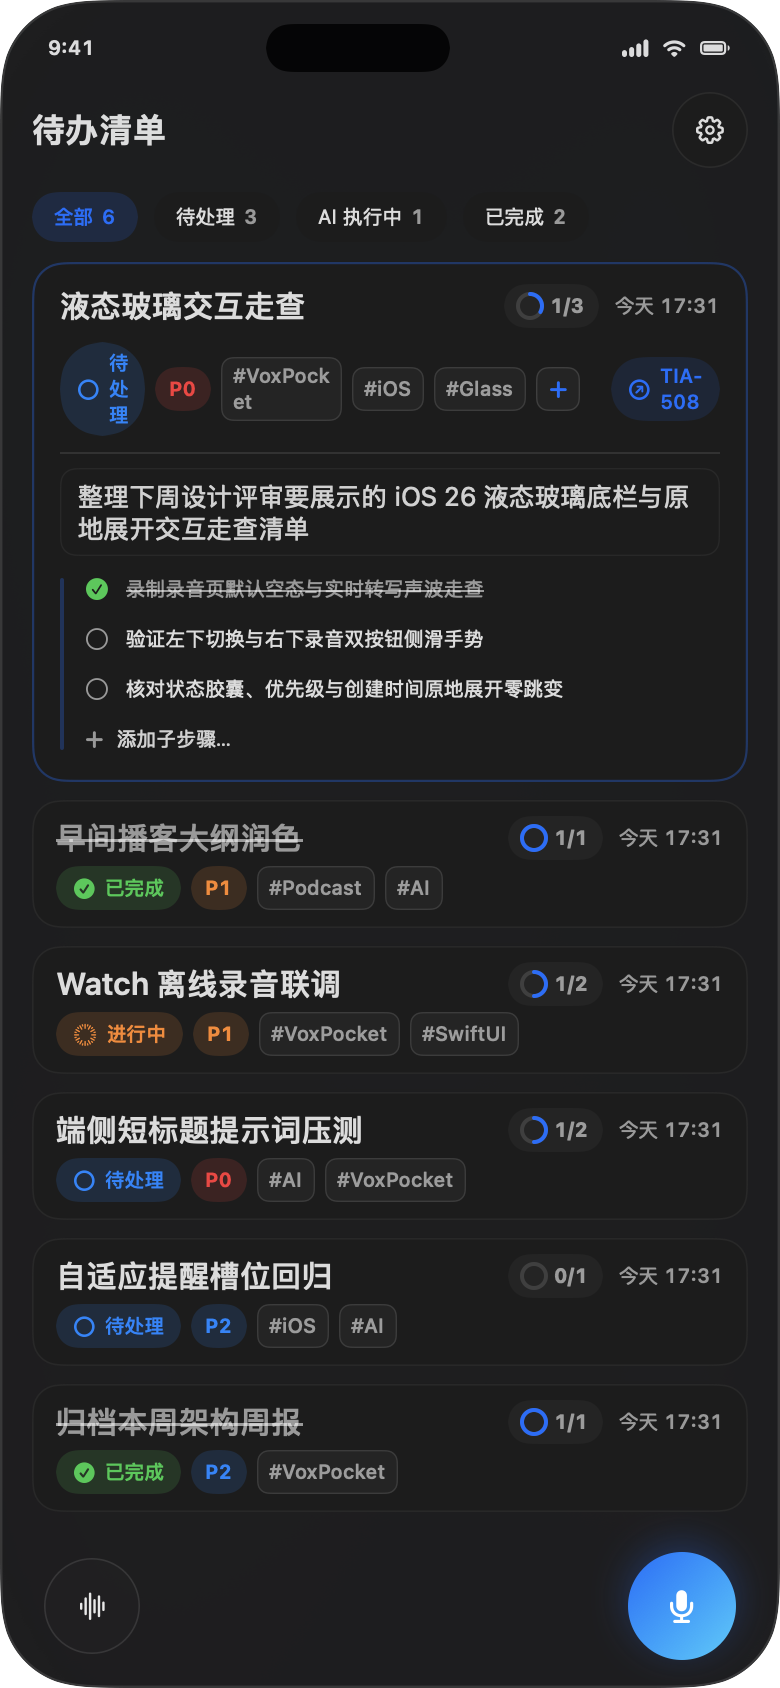 9:41
待办清单
全部 6 待处理 3 AI 执行中 1 已完成 2
液态玻璃交互走查 1/3 今天 17:31
待处理 P0 #VoxPocket #iOS #Glass + TIA-508
整理下周设计评审要展示的 iOS 26 液态玻璃底栏与原
地展开交互走查清单
录制录音页默认空态与实时转写声波走查
验证左下切换与右下录音双按钮侧滑手势
核对状态胶囊、优先级与创建时间原地展开零跳变
+ 添加子步骤...
早间播客大纲润色 1/1 今天 17:31
已完成 P1 #Podcast #AI
Watch 离线录音联调 1/2 今天 17:31
进行中 P1 #VoxPocket #SwiftUI
端侧短标题提示词压测 1/2 今天 17:31
待处理 P0 #AI #VoxPocket
自适应提醒槽位回归 0/1 今天 17:31
待处理 P2 #iOS #AI
归档本周架构周报 1/1 今天 17:31
已完成 P2 #VoxPocket